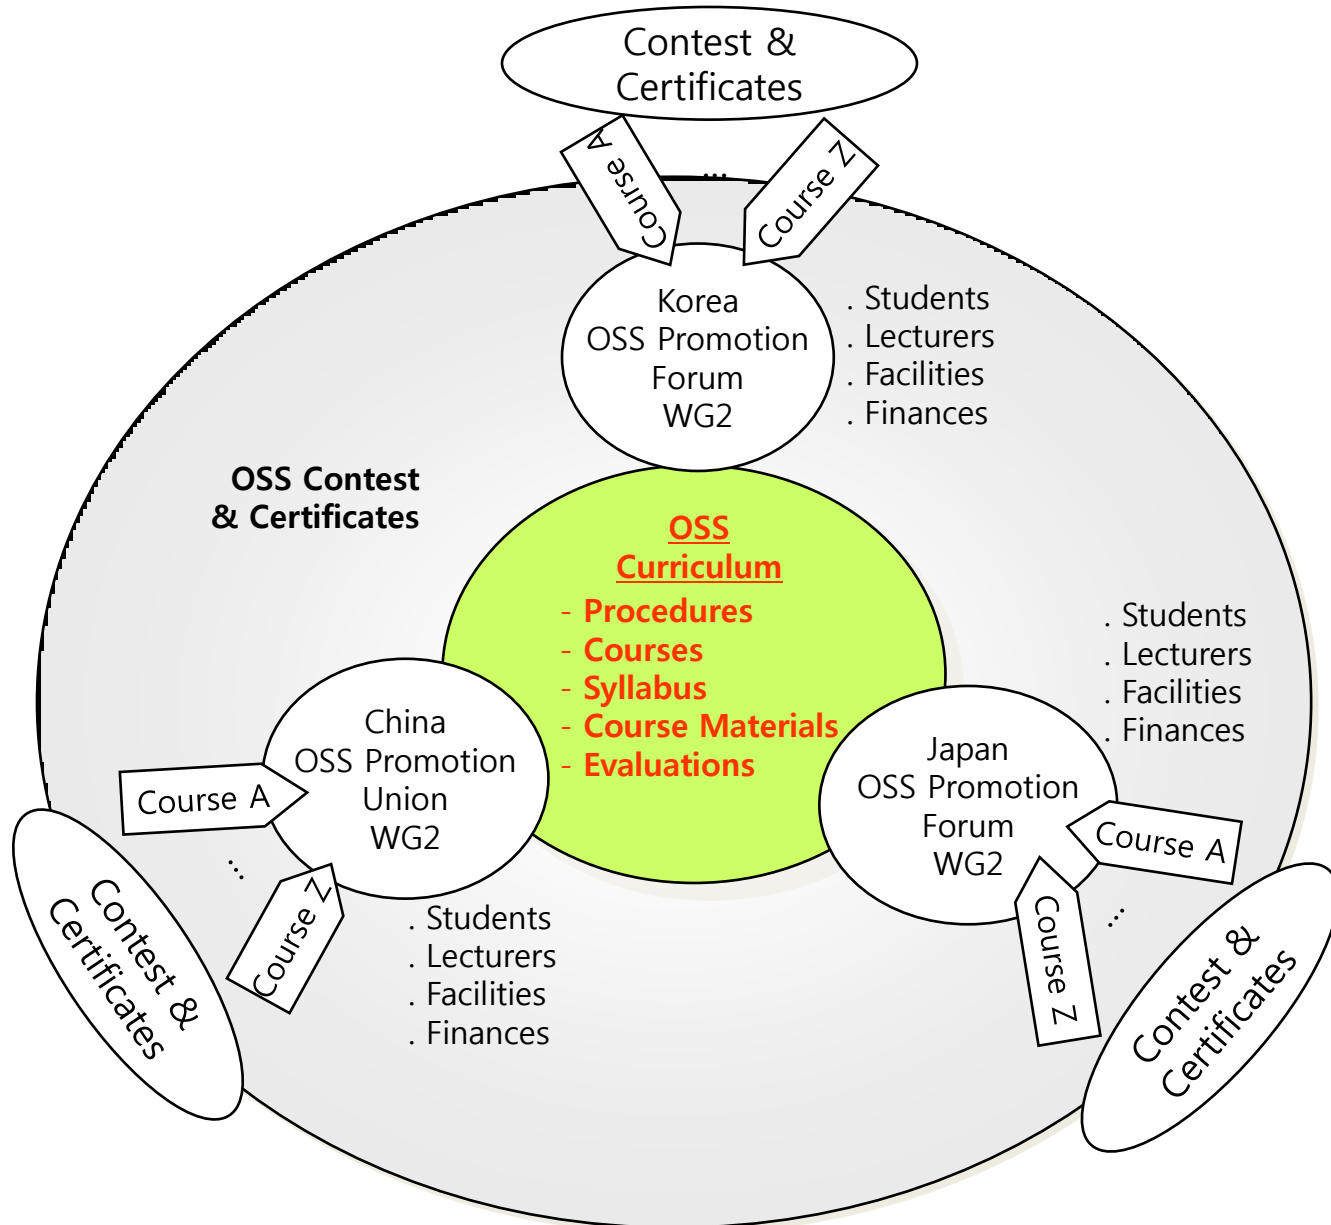 Contest &
Certificates
Course A
...
Course Z
Korea
OSS Promotion
Forum
WG2
. Students
. Lecturers
. Facilities
. Finances
OSS Contest
& Certificates
OSS
Curriculum
- Procedures
- Courses
- Syllabus
- Course Materials
- Evaluations
China
OSS Promotion
Union
WG2
Course A
...
Course Z
Contest &
Certificates
. Students
. Lecturers
. Facilities
. Finances
. Students
. Lecturers
. Facilities
. Finances
Japan
OSS Promotion
Forum
WG2
Course A
...
Course Z
Contest &
Certificates